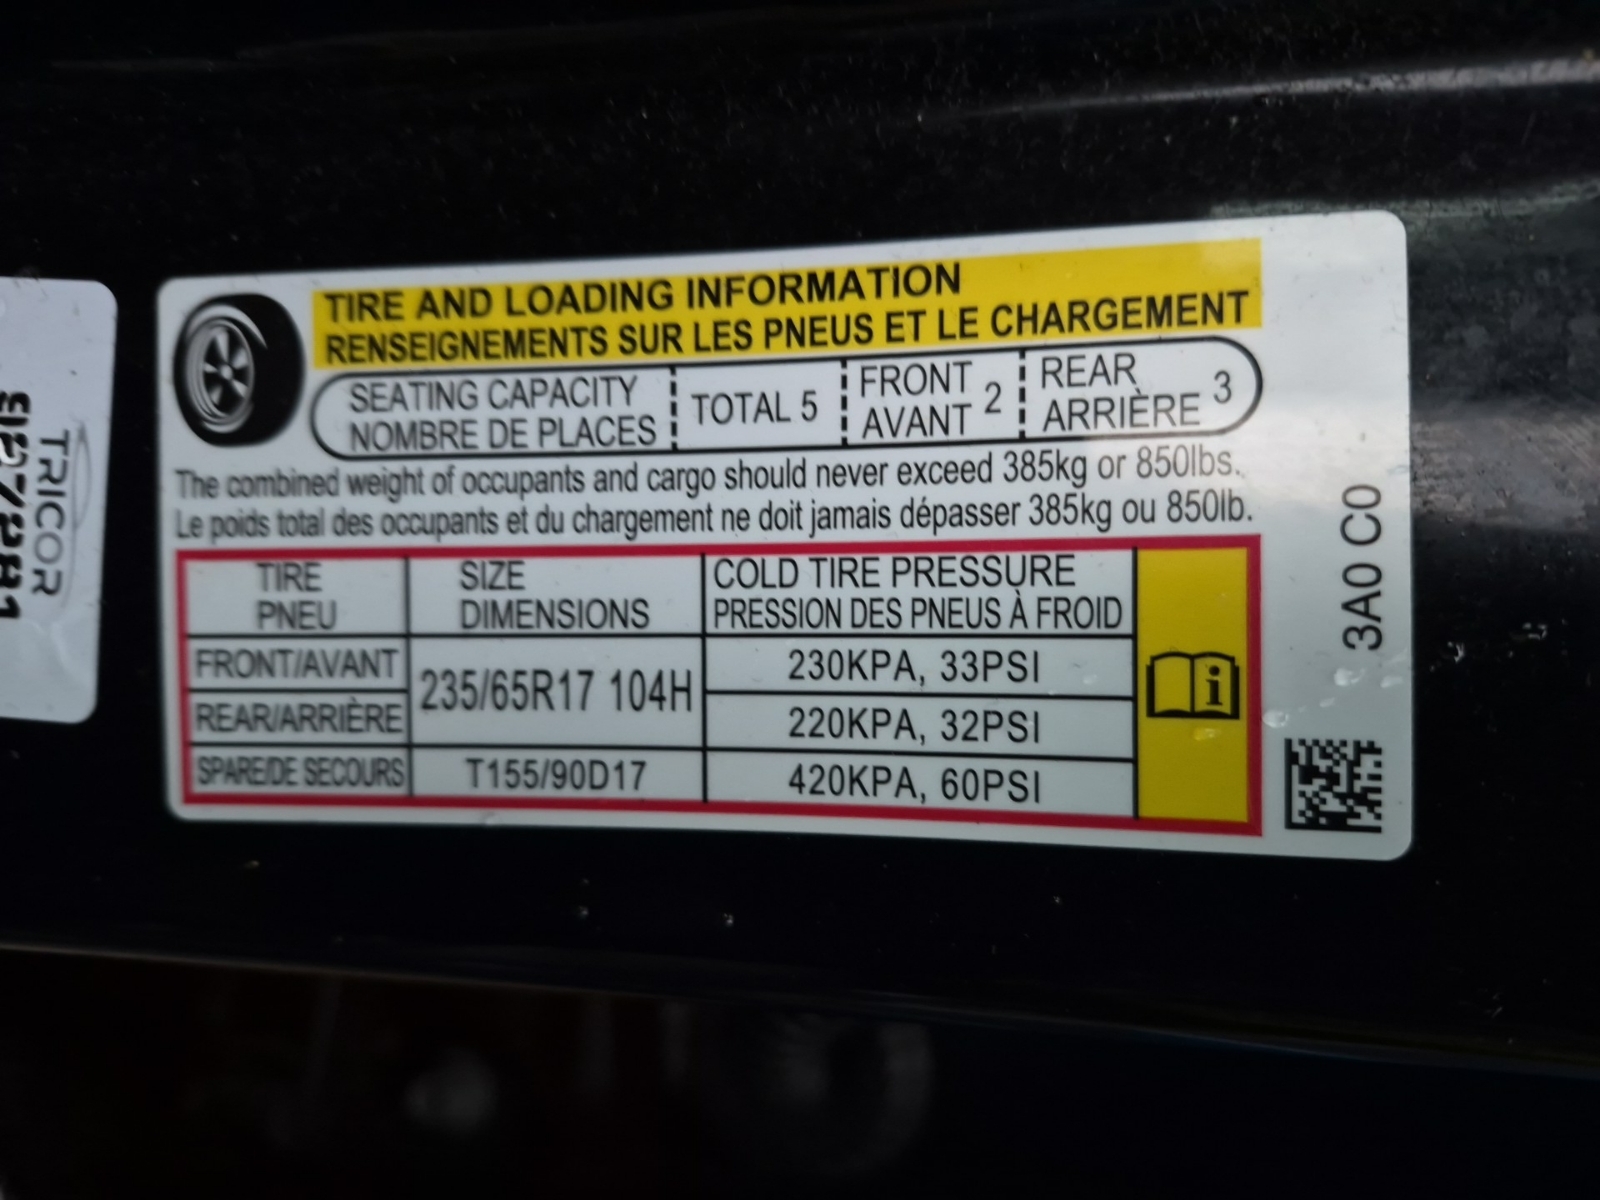 TIRE AND LOADING INFORMATION
RENSEIGNEMENTS SUR LES PNEUS ET LE CHARGEMENT
SEATING CAPACITY
NOMBRE DE PLACES
TOTAL 5
FRONT
AVANT 2
REAR
ARRIÈRE 3
The combined weight of occupants and cargo should never exceed 385kg or 850lbs.
Le poids total des occupants et du chargement ne doit jamais dépasser 385kg ou 850lb.
TIRE
PNEU
SIZE
DIMENSIONS
COLD TIRE PRESSURE
PRESSION DES PNEUS À FROID
FRONT/AVANT
235/65R17 104H
230KPA, 33PSI
REAR/ARRIÈRE
220KPA, 32PSI
SPARE/DE SECOURS
T155/90D17
420KPA, 60PSI
3A0 C0
TRICOR